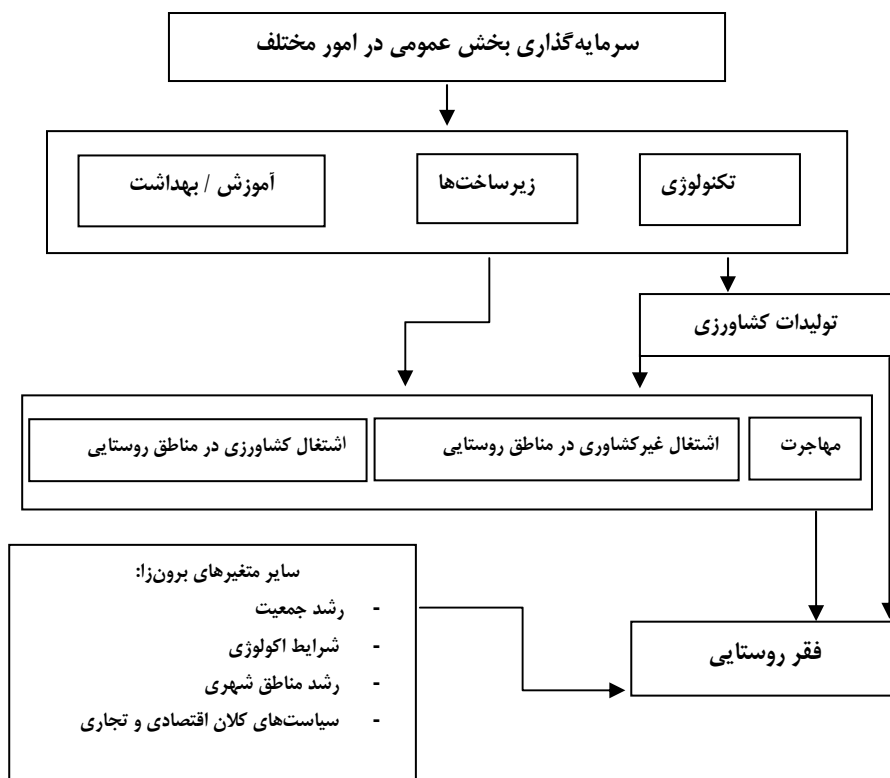 سرمایه‌گذاری بخش عمومی در امور مختلف
تکنولوژی
زیرساخت‌ها
آموزش / بهداشت
تولیدات کشاورزی
مهاجرت
اشتغال غیرکشاوری در مناطق روستایی
اشتغال کشاورزی در مناطق روستایی
سایر متغیرهای برون‌زا:
- رشد جمعیت
- شرایط اکولوژی
- رشد مناطق شهری
- سیاست‌های کلان اقتصادی و تجاری
فقر روستایی